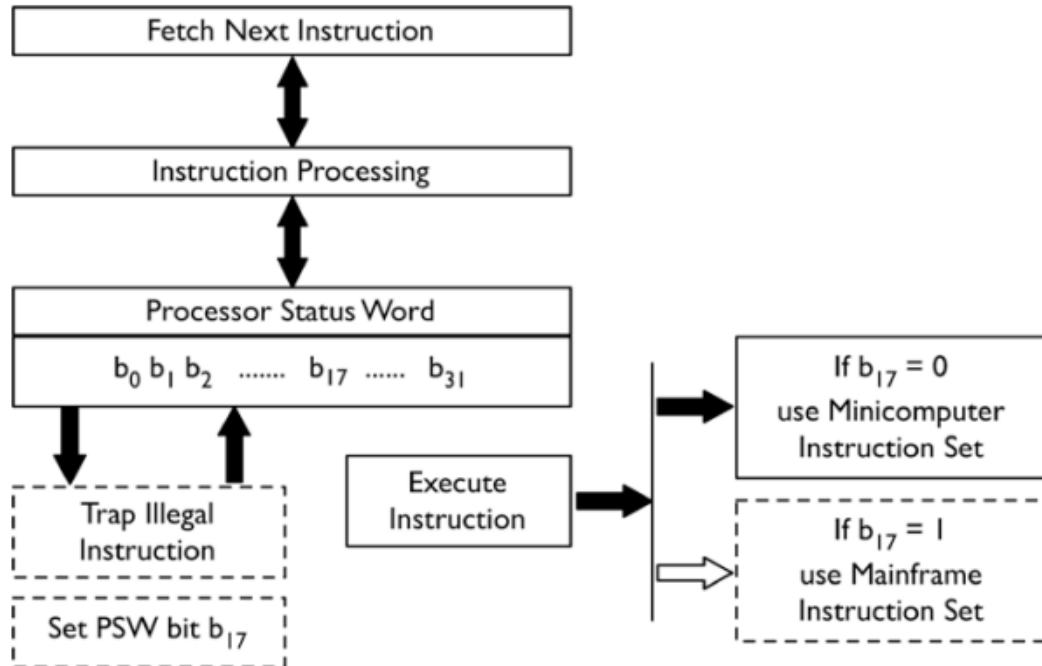 Fetch Next Instruction
Instruction Processing
Processor Status Word
b₀ b₁ b₂ ....... b₁₇ ...... b₃₁
Trap Illegal
Instruction
Set PSW bit b₁₇
Execute
Instruction
If b₁₇ = 0
use Minicomputer
Instruction Set
If b₁₇ = 1
use Mainframe
Instruction Set